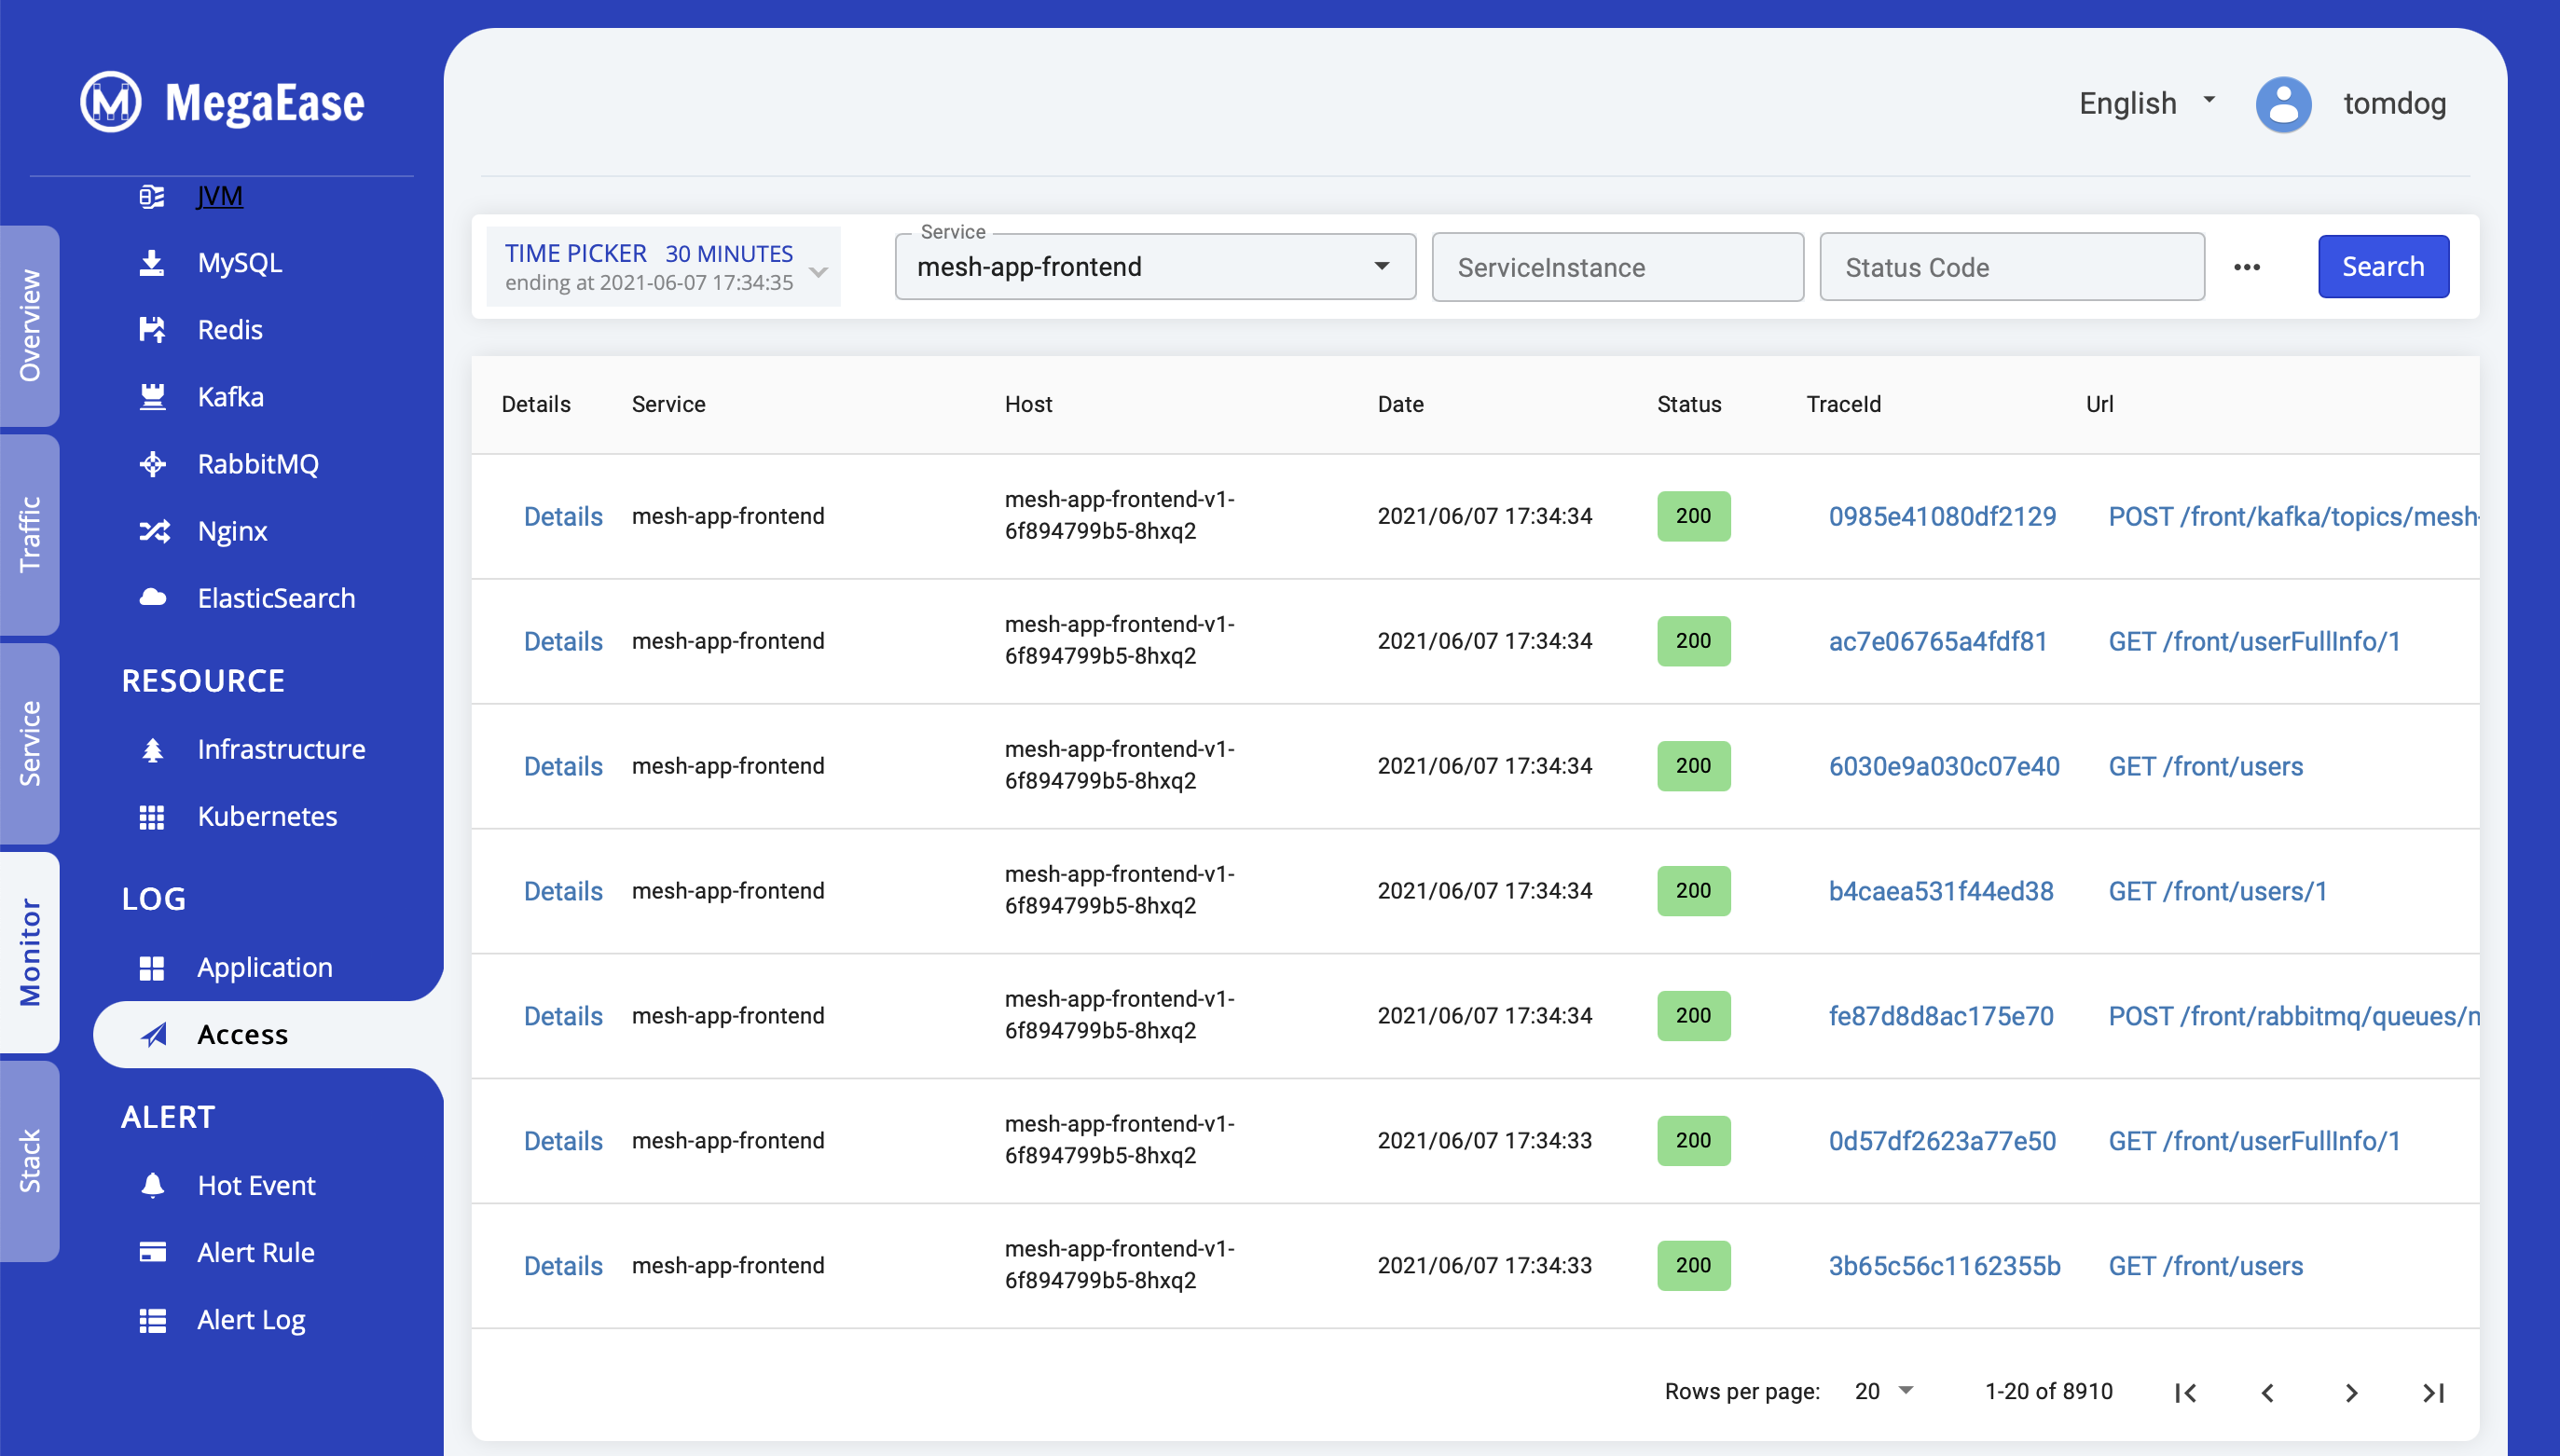 MegaEase
English
tomdog
JVM
MySQL
Redis
Kafka
RabbitMQ
Nginx
ElasticSearch
RESOURCE
Infrastructure
Kubernetes
LOG
Application
Access
ALERT
Hot Event
Alert Rule
Alert Log
Overview
Traffic
Service
Monitor
Stack
TIME PICKER 30 MINUTES
ending at 2021-06-07 17:34:35
Service
mesh-app-frontend
ServiceInstance
Status Code
Search
Details Service Host Date Status TraceId Url
Details mesh-app-frontend mesh-app-frontend-v1-
6f894799b5-8hxq2 2021/06/07 17:34:34 200 0985e41080df2129 POST /front/kafka/topics/mesh-
Details mesh-app-frontend mesh-app-frontend-v1-
6f894799b5-8hxq2 2021/06/07 17:34:34 200 ac7e06765a4fdf81 GET /front/userFullInfo/1
Details mesh-app-frontend mesh-app-frontend-v1-
6f894799b5-8hxq2 2021/06/07 17:34:34 200 6030e9a030c07e40 GET /front/users
Details mesh-app-frontend mesh-app-frontend-v1-
6f894799b5-8hxq2 2021/06/07 17:34:34 200 b4caea531f44ed38 GET /front/users/1
Details mesh-app-frontend mesh-app-frontend-v1-
6f894799b5-8hxq2 2021/06/07 17:34:34 200 fe87d8d8ac175e70 POST /front/rabbitmq/queues/
Details mesh-app-frontend mesh-app-frontend-v1-
6f894799b5-8hxq2 2021/06/07 17:34:33 200 0d57df2623a77e50 GET /front/userFullInfo/1
Details mesh-app-frontend mesh-app-frontend-v1-
6f894799b5-8hxq2 2021/06/07 17:34:33 200 3b65c56c1162355b GET /front/users
Rows per page: 20 1-20 of 8910